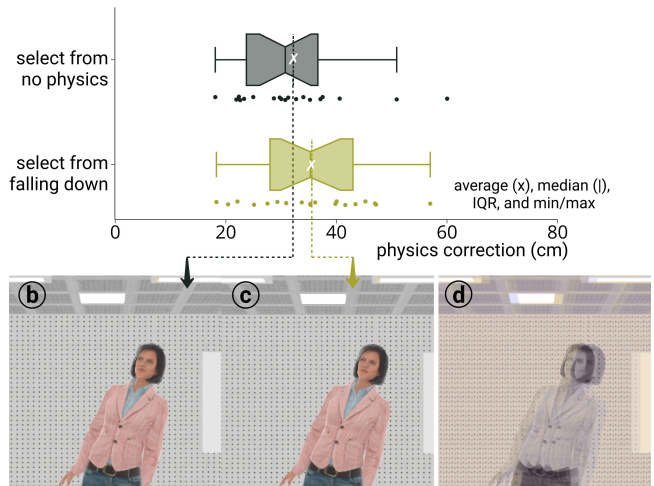 select from
no physics
select from
falling down
average (x), median (|),
IQR, and min/max
0 20 40 60 80
physics correction (cm)
b c d